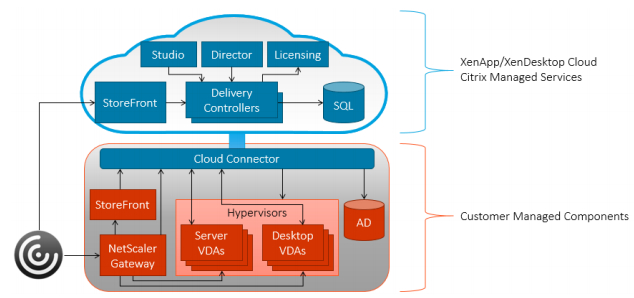 Studio
Director
Licensing
XenApp/XenDesktop Cloud
Citrix Managed Services
StoreFront
Delivery
Controllers
SQL
Cloud Connector
StoreFront
Hypervisors
AD
Customer Managed Components
NetScaler
Gateway
Server
VDAs
Desktop
VDAs